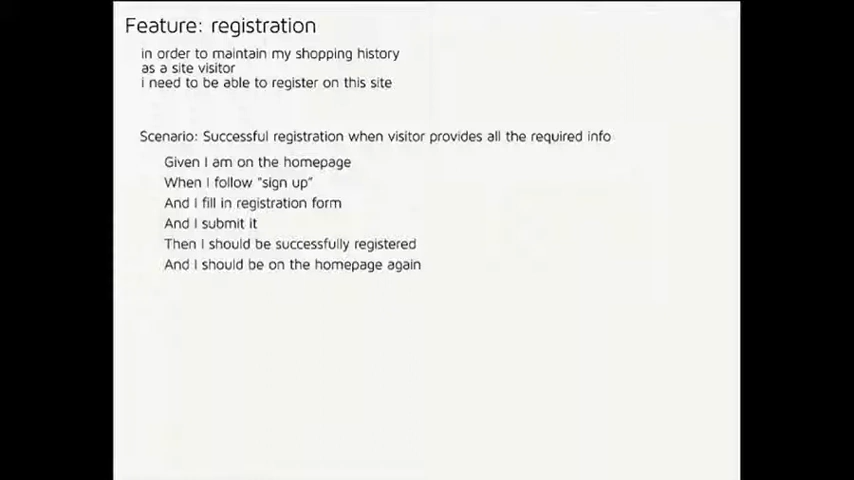 Feature: registration
in order to maintain my shopping history
as a site visitor
i need to be able to register on this site
Scenario: Successful registration when visitor provides all the required info
Given I am on the homepage
When I follow "sign up"
And I fill in registration form
And I submit it
Then I should be successfully registered
And I should be on the homepage again